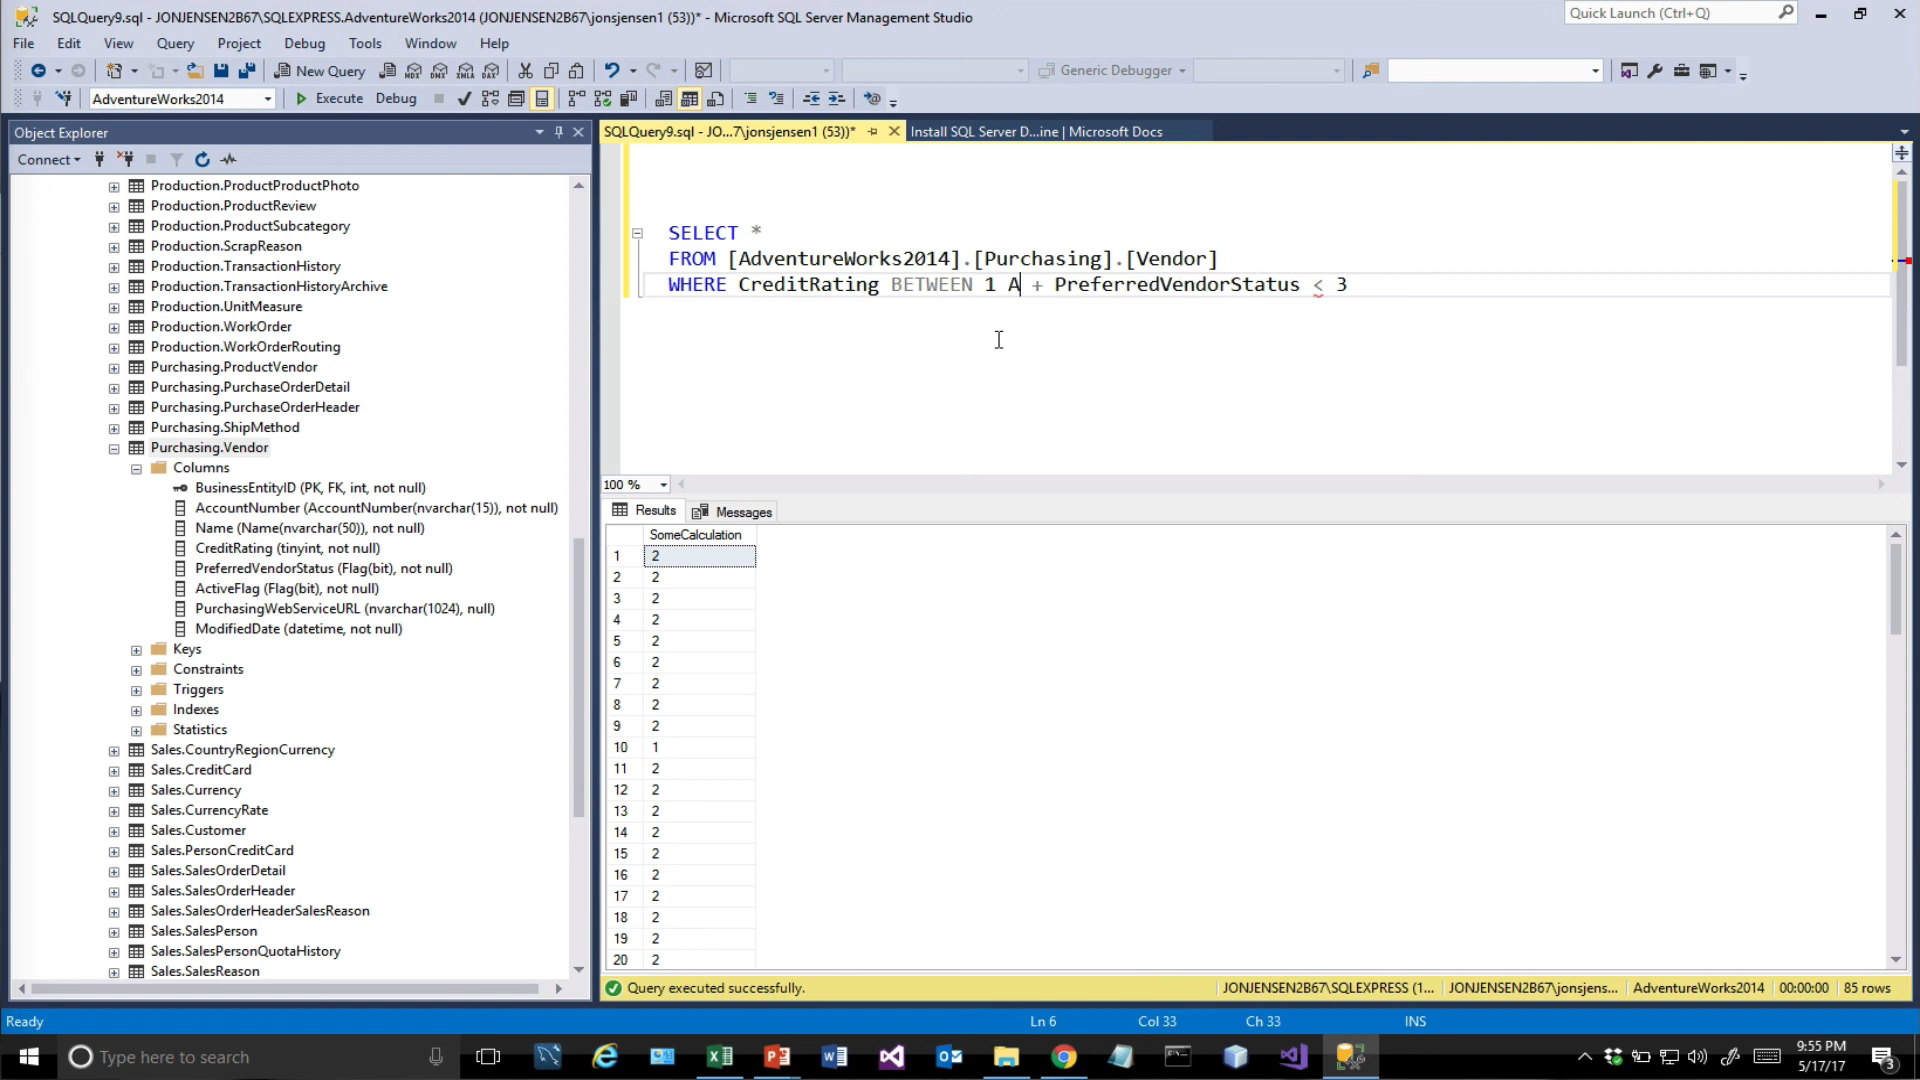 SQLQuery9.sql - JONJENSEN2B67\SQLEXPRESS.AdventureWorks2014 (JONJENSEN2B67\jonsjensen1 (53))* - Microsoft SQL Server Management Studio
Quick Launch (Ctrl+Q)
File Edit View Query Project Debug Tools Window Help
New Query
MDX DMX XMLA DAX
Generic Debugger
AdventureWorks2014
Execute Debug
Object Explorer
SQLQuery9.sql - JO...7\jonsjensen1 (53))*
Install SQL Server D...ine | Microsoft Docs
Connect
Production.ProductProductPhoto
Production.ProductReview
Production.ProductSubcategory
Production.ScrapReason
Production.TransactionHistory
Production.TransactionHistoryArchive
Production.UnitMeasure
Production.WorkOrder
Production.WorkOrderRouting
Purchasing.ProductVendor
Purchasing.PurchaseOrderDetail
Purchasing.PurchaseOrderHeader
Purchasing.ShipMethod
Purchasing.Vendor
Columns
BusinessEntityID (PK, FK, int, not null)
AccountNumber (AccountNumber(nvarchar(15)), not null)
Name (Name(nvarchar(50)), not null)
CreditRating (tinyint, not null)
PreferredVendorStatus (Flag(bit), not null)
ActiveFlag (Flag(bit), not null)
PurchasingWebServiceURL (nvarchar(1024), null)
ModifiedDate (datetime, not null)
Keys
Constraints
Triggers
Indexes
Statistics
Sales.CountryRegionCurrency
Sales.CreditCard
Sales.Currency
Sales.CurrencyRate
Sales.Customer
Sales.PersonCreditCard
Sales.SalesOrderDetail
Sales.SalesOrderHeader
Sales.SalesOrderHeaderSalesReason
Sales.SalesPerson
Sales.SalesPersonQuotaHistory
Sales.SalesReason
SELECT *
FROM [AdventureWorks2014].[Purchasing].[Vendor]
WHERE CreditRating BETWEEN 1 A + PreferredVendorStatus < 3
100 %
Results Messages
SomeCalculation
1 2
2 2
3 2
4 2
5 2
6 2
7 2
8 2
9 2
10 1
11 2
12 2
13 2
14 2
15 2
16 2
17 2
18 2
19 2
20 2
Query executed successfully.
JONJENSEN2B67\SQLEXPRESS (1... JONJENSEN2B67\jonsjens... AdventureWorks2014 00:00:00 85 rows
Ready Ln 6 Col 33 Ch 33 INS
Type here to search
9:55 PM
5/17/17
3